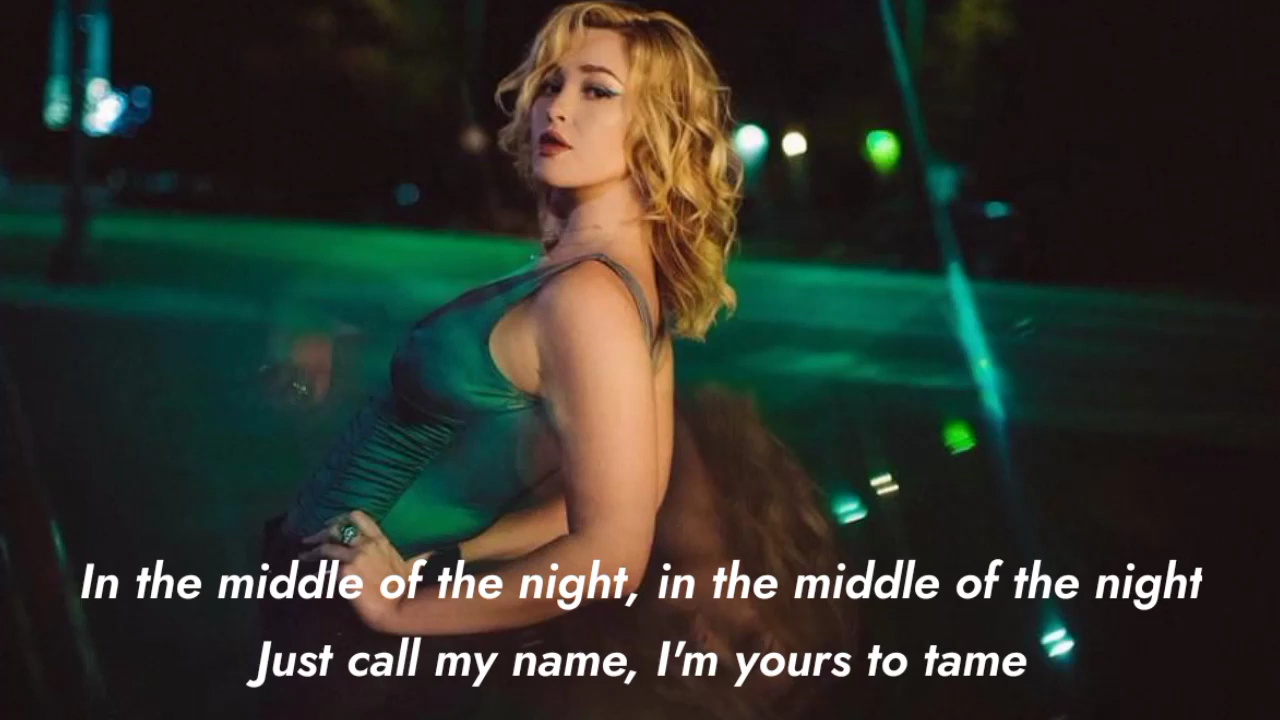 In the middle of the night, in the middle of the night
Just call my name, I'm yours to tame